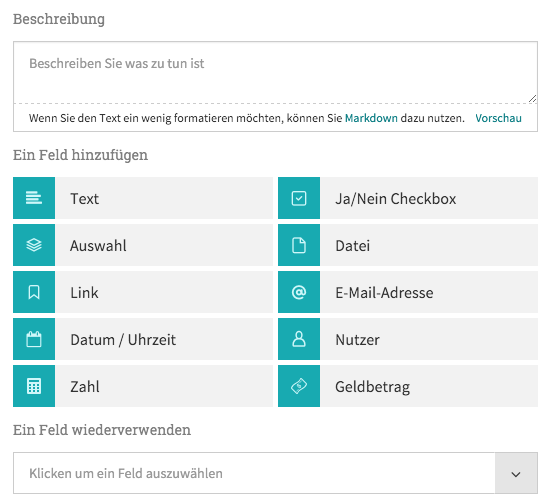 Beschreibung
Beschreiben Sie was zu tun ist
Wenn Sie den Text ein wenig formatieren möchten, können Sie Markdown dazu nutzen. Vorschau
Ein Feld hinzufügen
Text
Ja/Nein Checkbox
Auswahl
Datei
Link
E-Mail-Adresse
Datum / Uhrzeit
Nutzer
Zahl
Geldbetrag
Ein Feld wiederverwenden
Klicken um ein Feld auszuwählen